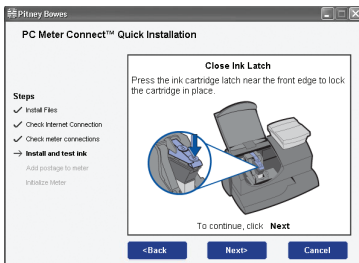 Pitney Bowes
PC Meter Connect™ Quick Installation
Close Ink Latch
Press the ink cartridge latch near the front edge to lock
the cartridge in place.
Steps
✓ Install Files
✓ Check Internet Connection
✓ Check meter connections
→ Install and test ink
Add postage to meter
Initialize Meter
To continue, click Next
<Back
Next>
Cancel